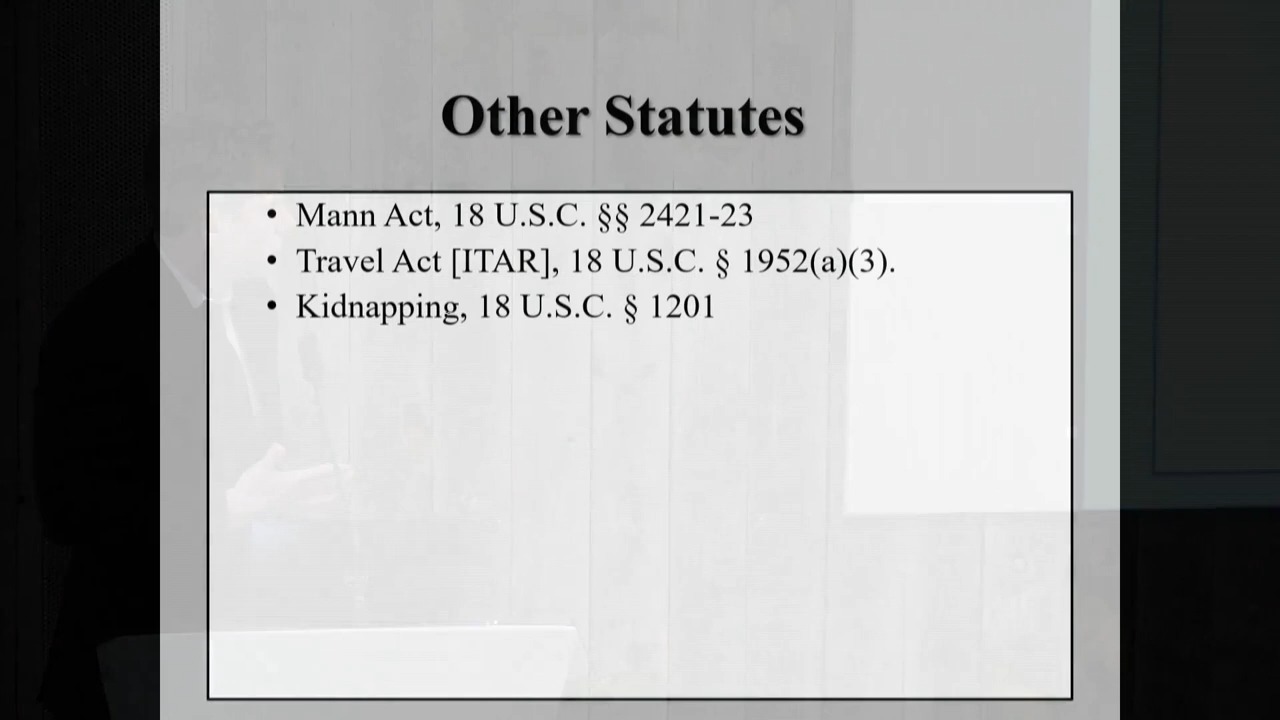 Other Statutes
• Mann Act, 18 U.S.C. §§ 2421-23
• Travel Act [ITAR], 18 U.S.C. § 1952(a)(3).
• Kidnapping, 18 U.S.C. § 1201